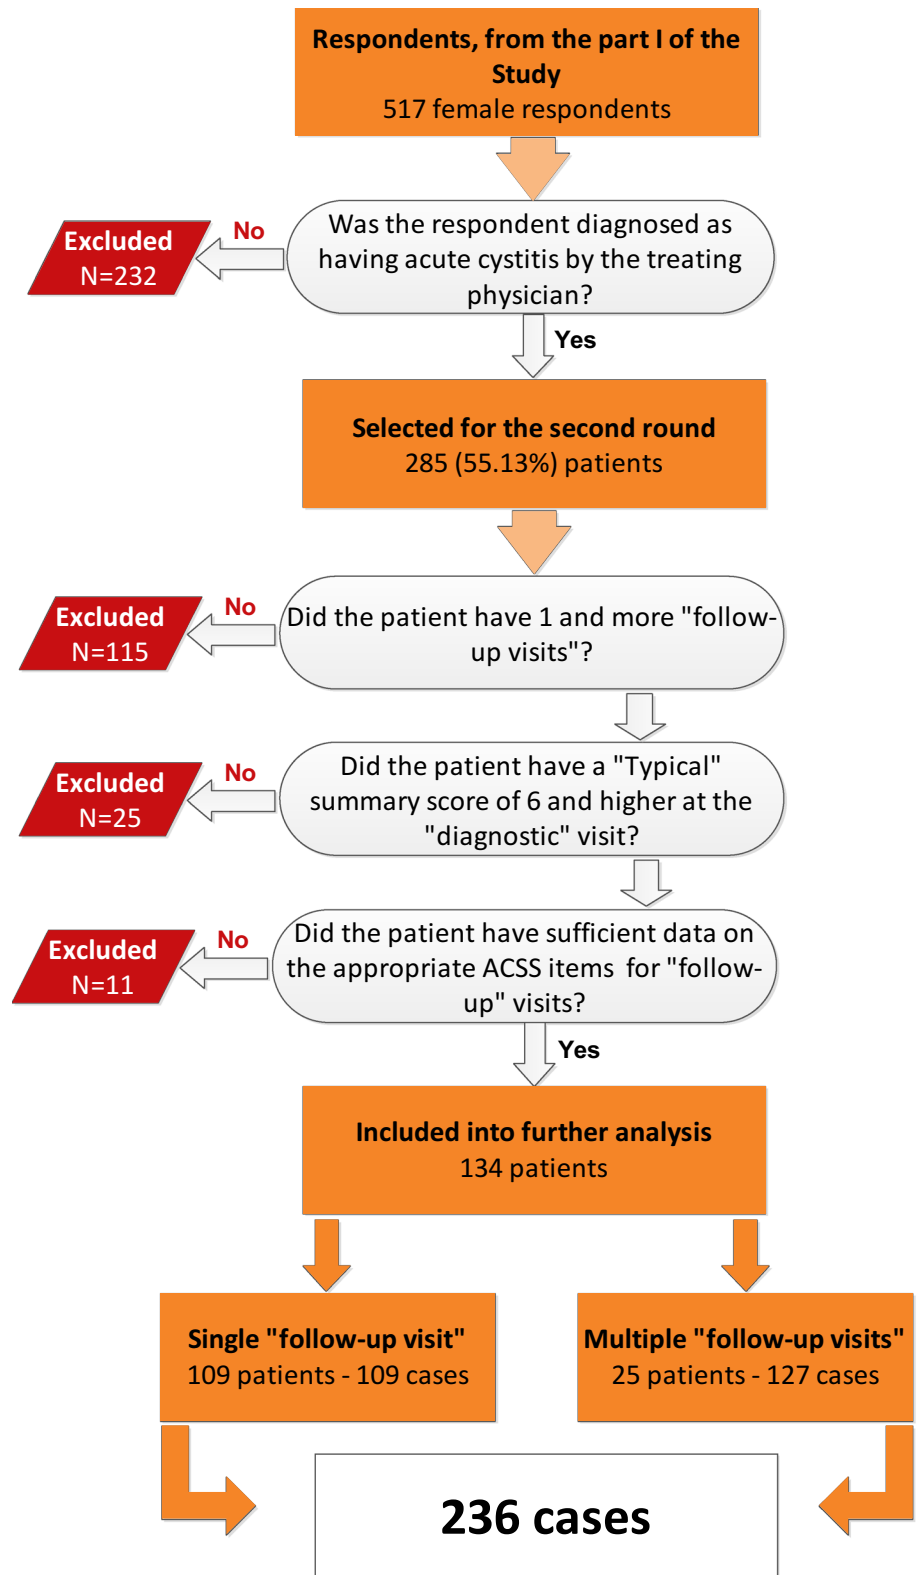 Respondents, from the part I of the
Study
517 female respondents
Was the respondent diagnosed as
having acute cystitis by the treating
physician?
No
Excluded
N=232
Yes
Selected for the second round
285 (55.13%) patients
Did the patient have 1 and more "follow-
up visits"?
No
Excluded
N=115
Did the patient have a "Typical"
summary score of 6 and higher at the
"diagnostic" visit?
No
Excluded
N=25
Did the patient have sufficient data on
the appropriate ACSS items for "follow-
up" visits?
No
Excluded
N=11
Yes
Included into further analysis
134 patients
Single "follow-up visit"
109 patients - 109 cases
Multiple "follow-up visits"
25 patients - 127 cases
236 cases